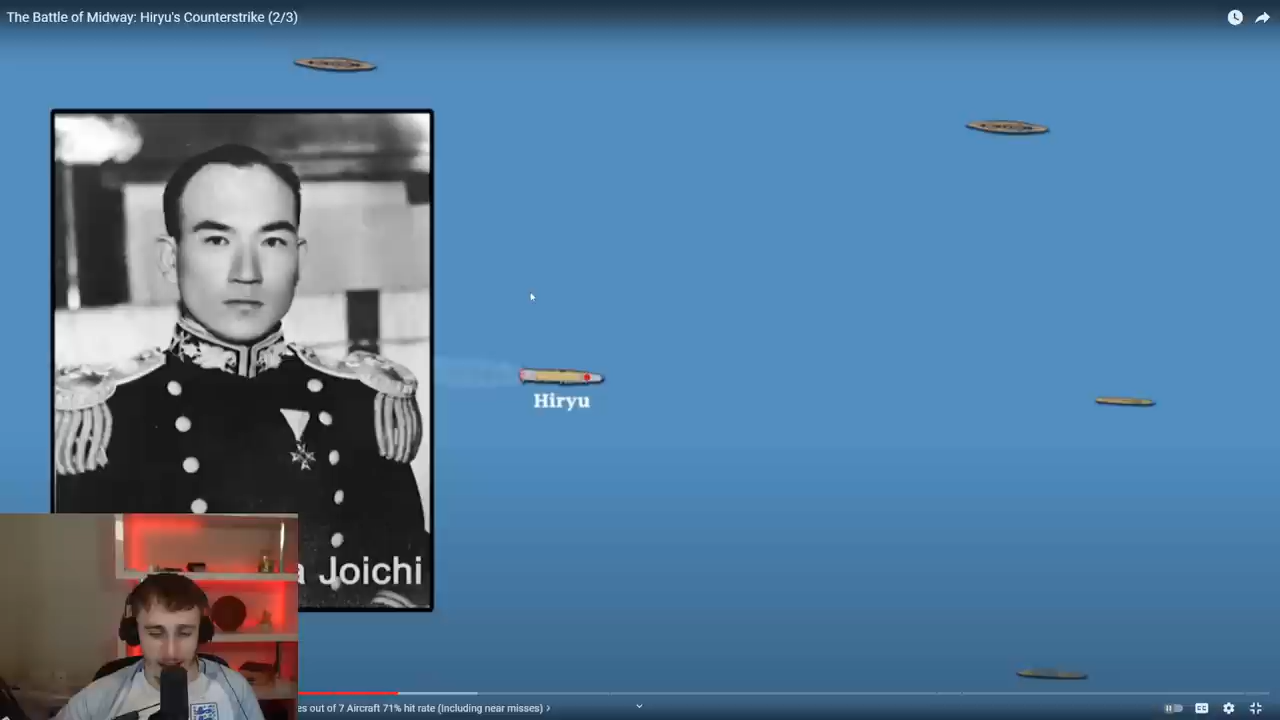 The Battle of Midway: Hiryu's Counterstrike (2/3)
Hiryu
Joichi
out of 7 Aircraft 71% hit rate (Including near misses)